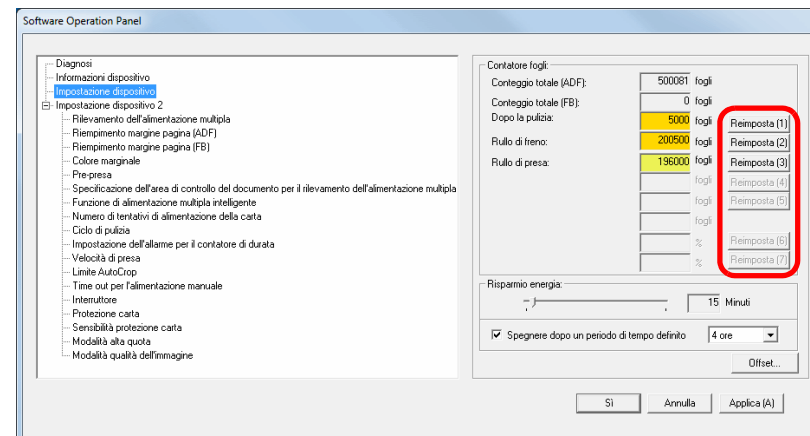 Software Operation Panel
Diagnosi
Informazioni dispositivo
Impostazione dispositivo
Impostazione dispositivo 2
Rilevamento dell'alimentazione multipla
Riempimento margine pagina (ADF)
Riempimento margine pagina (FB)
Colore marginale
Pre-presa
Specificazione dell'area di controllo del documento per il rilevamento dell'alimentazione multipla
Funzione di alimentazione multipla intelligente
Numero di tentativi di alimentazione della carta
Ciclo di pulizia
Impostazione dell'allarme per il contatore di durata
Velocità di presa
Limite AutoCrop
Time out per l'alimentazione manuale
Interruttore
Protezione carta
Sensibilità protezione carta
Modalità alta quota
Modalità qualità dell'immagine
Contatore fogli:
Conteggio totale (ADF): 500081 fogli
Conteggio totale (FB): 0 fogli
Dopo la pulizia: 5000 fogli Reimposta (1)
Rullo di freno: 200500 fogli Reimposta (2)
Rullo di presa: 196000 fogli Reimposta (3)
fogli Reimposta (4)
fogli Reimposta (5)
fogli
% Reimposta (6)
% Reimposta (7)
Risparmio energia:
15 Minuti
Spegnere dopo un periodo di tempo definito 4 ore
Offset...
Sì Annulla Applica (A)